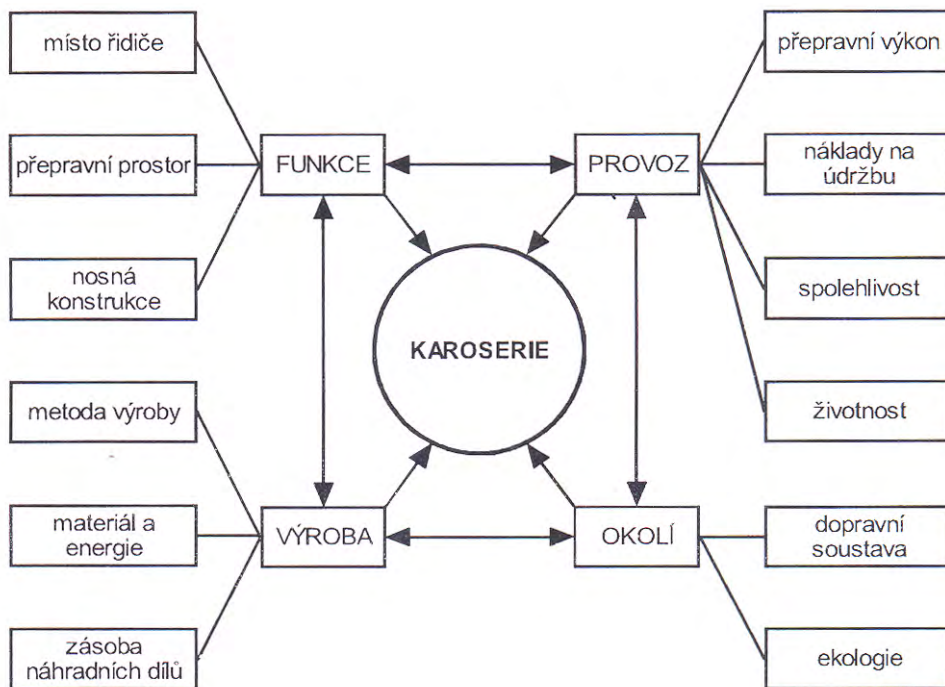 místo řidiče
přepravní výkon
přepravní prostor
FUNKCE
PROVOZ
náklady na
údržbu
nosná
konstrukce
spolehlivost
KAROSERIE
metoda výroby
životnost
materiál a
energie
VÝROBA
OKOLÍ
dopravní
soustava
zásoba
náhradních dílů
ekologie